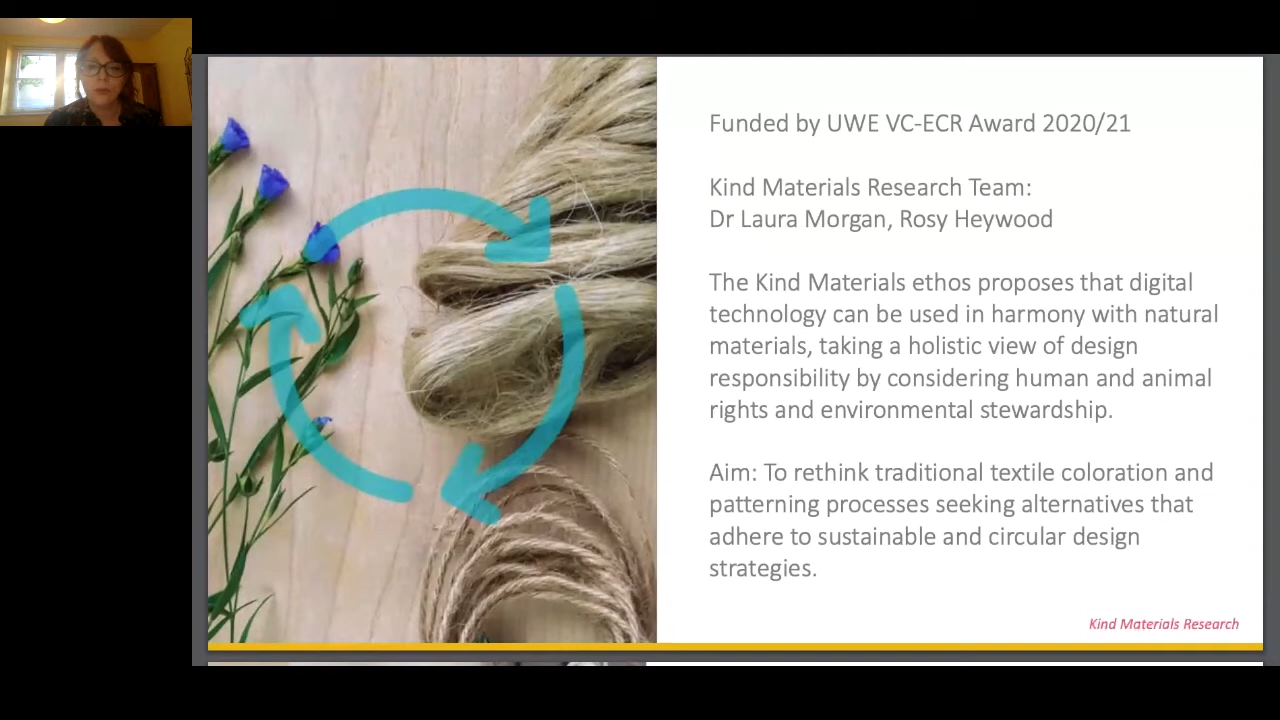 Funded by UWE VC-ECR Award 2020/21
Kind Materials Research Team:
Dr Laura Morgan, Rosy Heywood
The Kind Materials ethos proposes that digital
technology can be used in harmony with natural
materials, taking a holistic view of design
responsibility by considering human and animal
rights and environmental stewardship.
Aim: To rethink traditional textile coloration and
patterning processes seeking alternatives that
adhere to sustainable and circular design
strategies.
Kind Materials Research